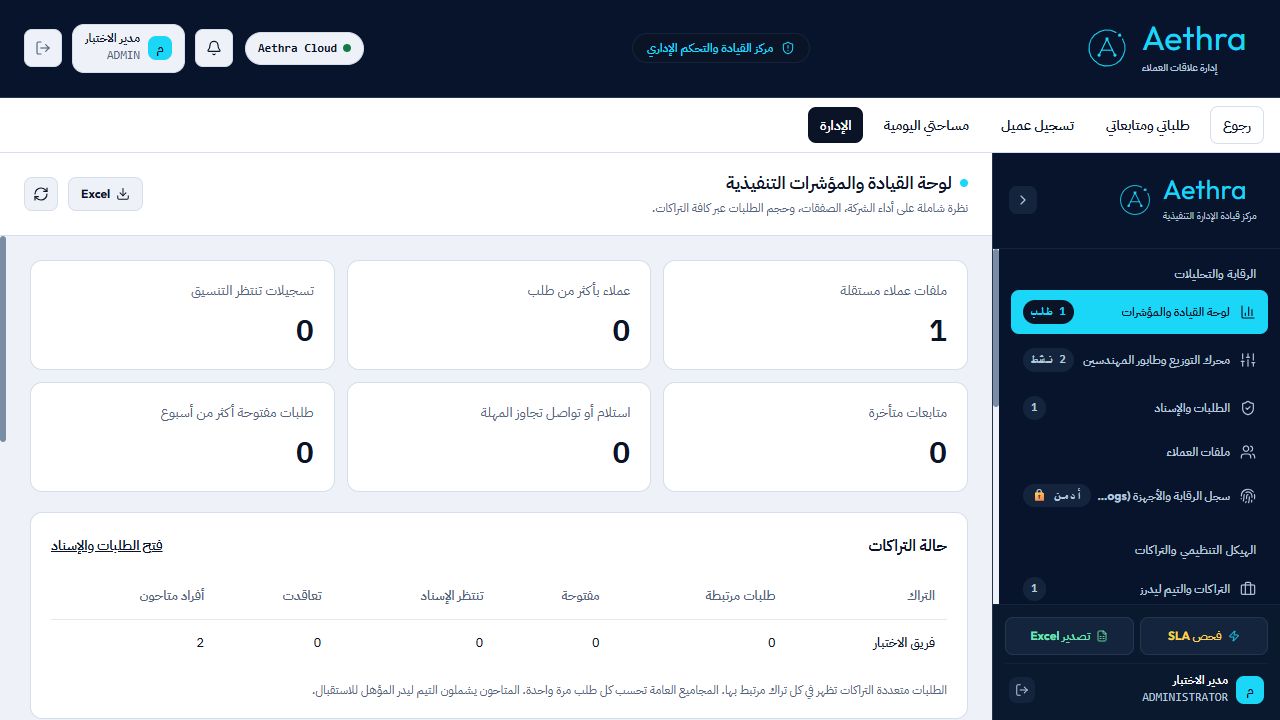 Aethra
إدارة علاقات العملاء
مركز القيادة والتحكم الإداري
Aethra Cloud
مدير الاختبار
ADMIN
م
رجوع
طلباتي ومتابعاتي
تسجيل عميل
مساحتي اليومية
الإدارة
Aethra
مركز قيادة الإدارة التنفيذية
الرقابة والتحليلات
لوحة القيادة والمؤشرات
1 طلب
محرك التوزيع وطابور المهندسين
2 نشط
الطلبات والإسناد
1
ملفات العملاء
سجل الرقابة والأجهزة (ogs...
أدمن
الهيكل التنظيمي والتراكات
التراكات والتيم ليدرز
1
فحص SLA
تصدير Excel
م
مدير الاختبار
ADMINISTRATOR
لوحة القيادة والمؤشرات التنفيذية
نظرة شاملة على أداء الشركة، الصفقات، وحجم الطلبات عبر كافة التراكات.
Excel
ملفات عملاء مستقلة
1
عملاء بأكثر من طلب
0
تسجيلات تنتظر التنسيق
0
متابعات متأخرة
0
استلام أو تواصل تجاوز المهلة
0
طلبات مفتوحة أكثر من أسبوع
0
حالة التراكات
فتح الطلبات والإسناد
التراك طلبات مرتبطة مفتوحة تنتظر الإسناد تعاقدت أفراد متاحون
فريق الاختبار 0 0 0 0 2
الطلبات متعددة التراكات تظهر في كل تراك مرتبط بها. المجاميع العامة تحسب كل طلب مرة واحدة. المتاحون يشملون التيم ليدر المؤهل للاستقبال.